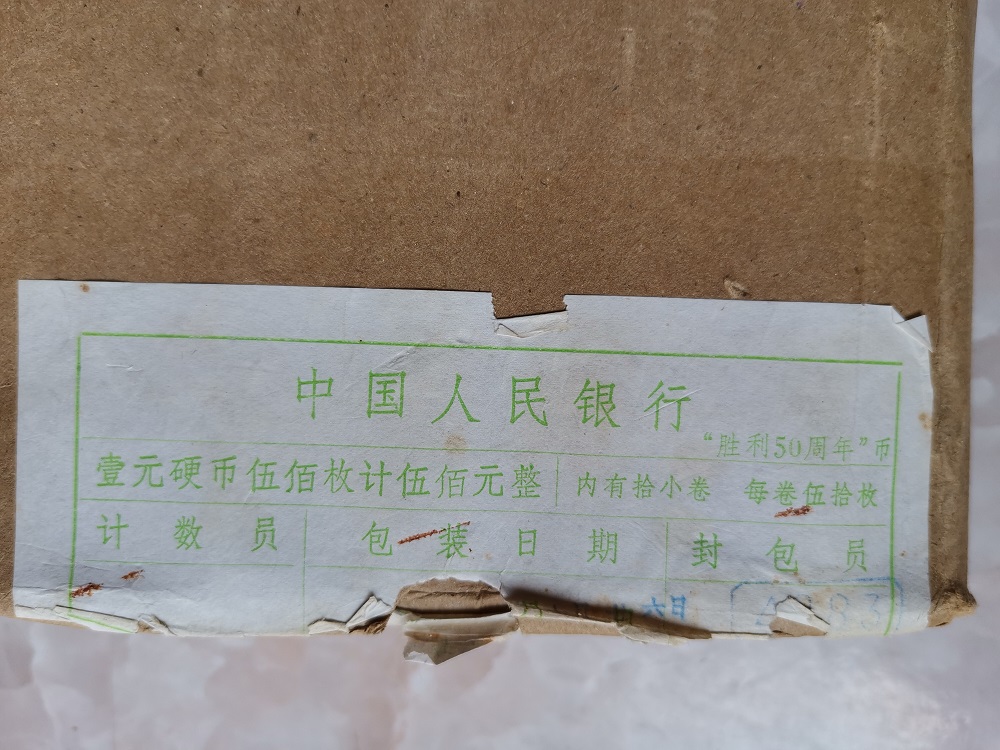 中国人民银行
“胜利50周年”币
壹元硬币伍佰枚计伍佰元整 内有拾小卷 每卷伍拾枚
计数员 包装日期 封包员
六日